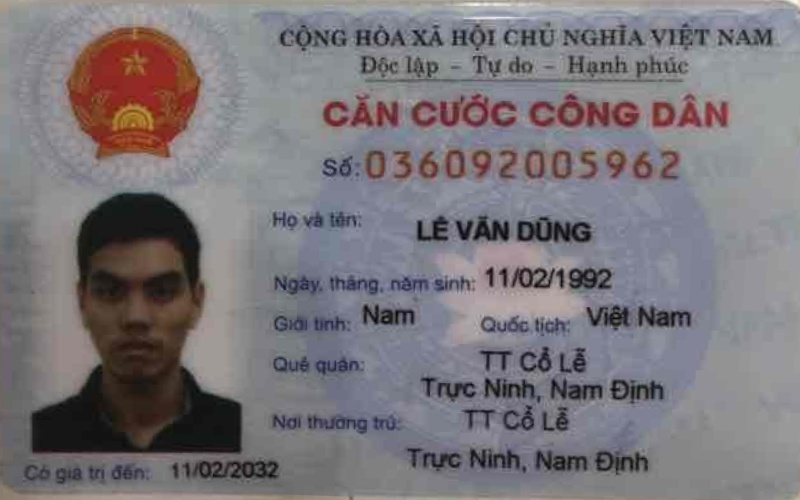 CỘNG HÒA XÃ HỘI CHỦ NGHĨA VIỆT NAM
Độc lập - Tự do - Hạnh phúc
CĂN CƯỚC CÔNG DÂN
Số: 036092005962
Họ và tên: LÊ VĂN DŨNG
Ngày, tháng, năm sinh: 11/02/1992
Giới tính: Nam Quốc tịch: Việt Nam
Quê quán: TT Cổ Lễ
Trực Ninh, Nam Định
Nơi thường trú: TT Cổ Lễ
Trực Ninh, Nam Định
Có giá trị đến: 11/02/2032